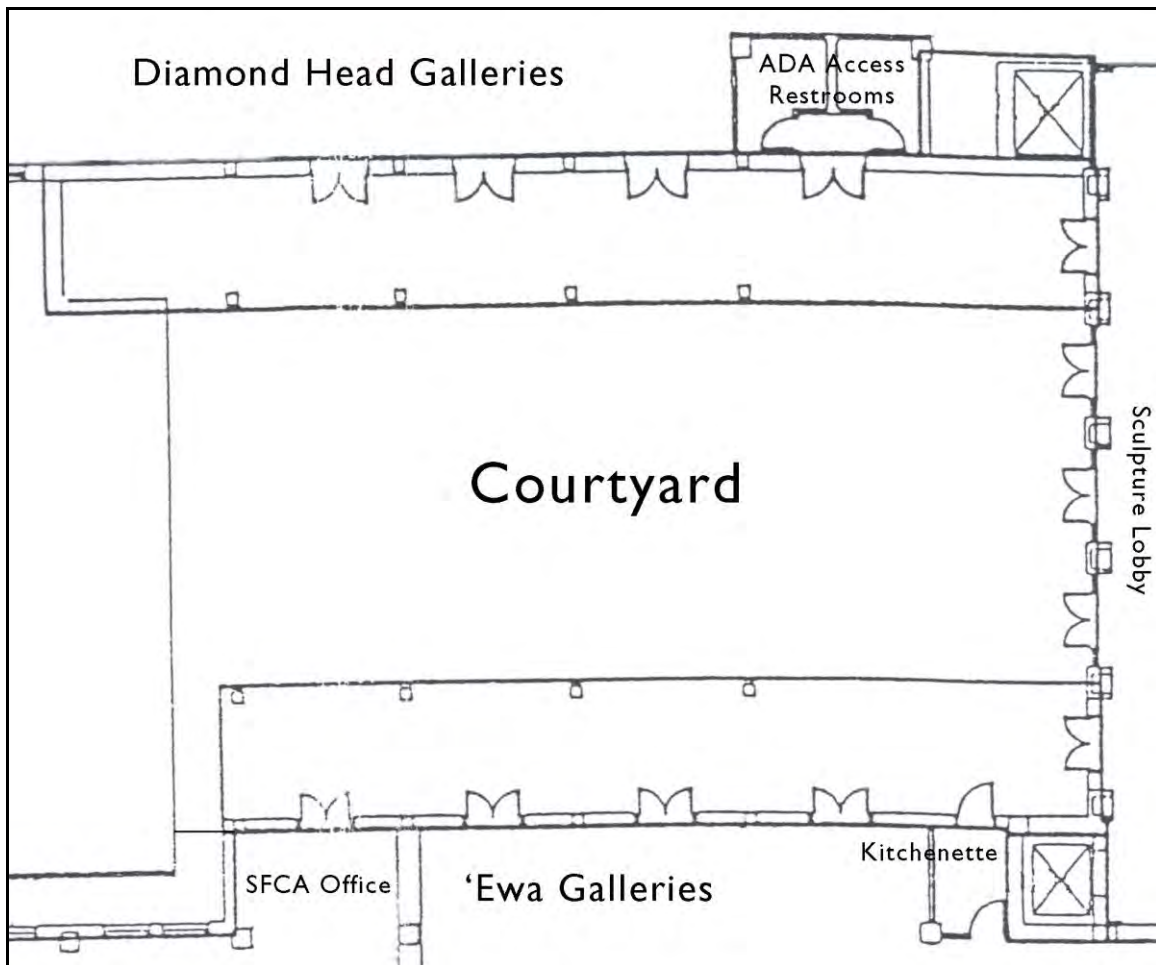 Diamond Head Galleries
ADA Access
Restrooms
Courtyard
Sculpture Lobby
Kitchenette
SFCA Office
‘Ewa Galleries